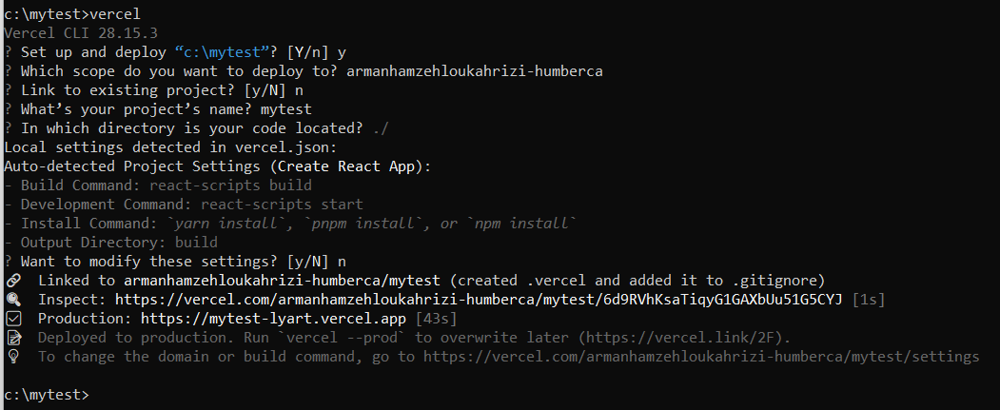 c:\mytest>vercel
Vercel CLI 28.15.3
? Set up and deploy “c:\mytest”? [Y/n] y
? Which scope do you want to deploy to? armanhamzehloukahrizi-humberca
? Link to existing project? [y/N] n
? What’s your project’s name? mytest
? In which directory is your code located? ./
Local settings detected in vercel.json:
Auto-detected Project Settings (Create React App):
- Build Command: react-scripts build
- Development Command: react-scripts start
- Install Command: `yarn install`, `pnpm install`, or `npm install`
- Output Directory: build
? Want to modify these settings? [y/N] n
🔗  Linked to armanhamzehloukahrizi-humberca/mytest (created .vercel and added it to .gitignore)
🔍  Inspect: https://vercel.com/armanhamzehloukahrizi-humberca/mytest/6d9RVhKsaTiqyG1GAXbUu51G5CYJ [1s]
✅  Production: https://mytest-lyart.vercel.app [43s]
📝  Deployed to production. Run `vercel --prod` to overwrite later (https://vercel.link/2F).
💡  To change the domain or build command, go to https://vercel.com/armanhamzehloukahrizi-humberca/mytest/settings
c:\mytest>